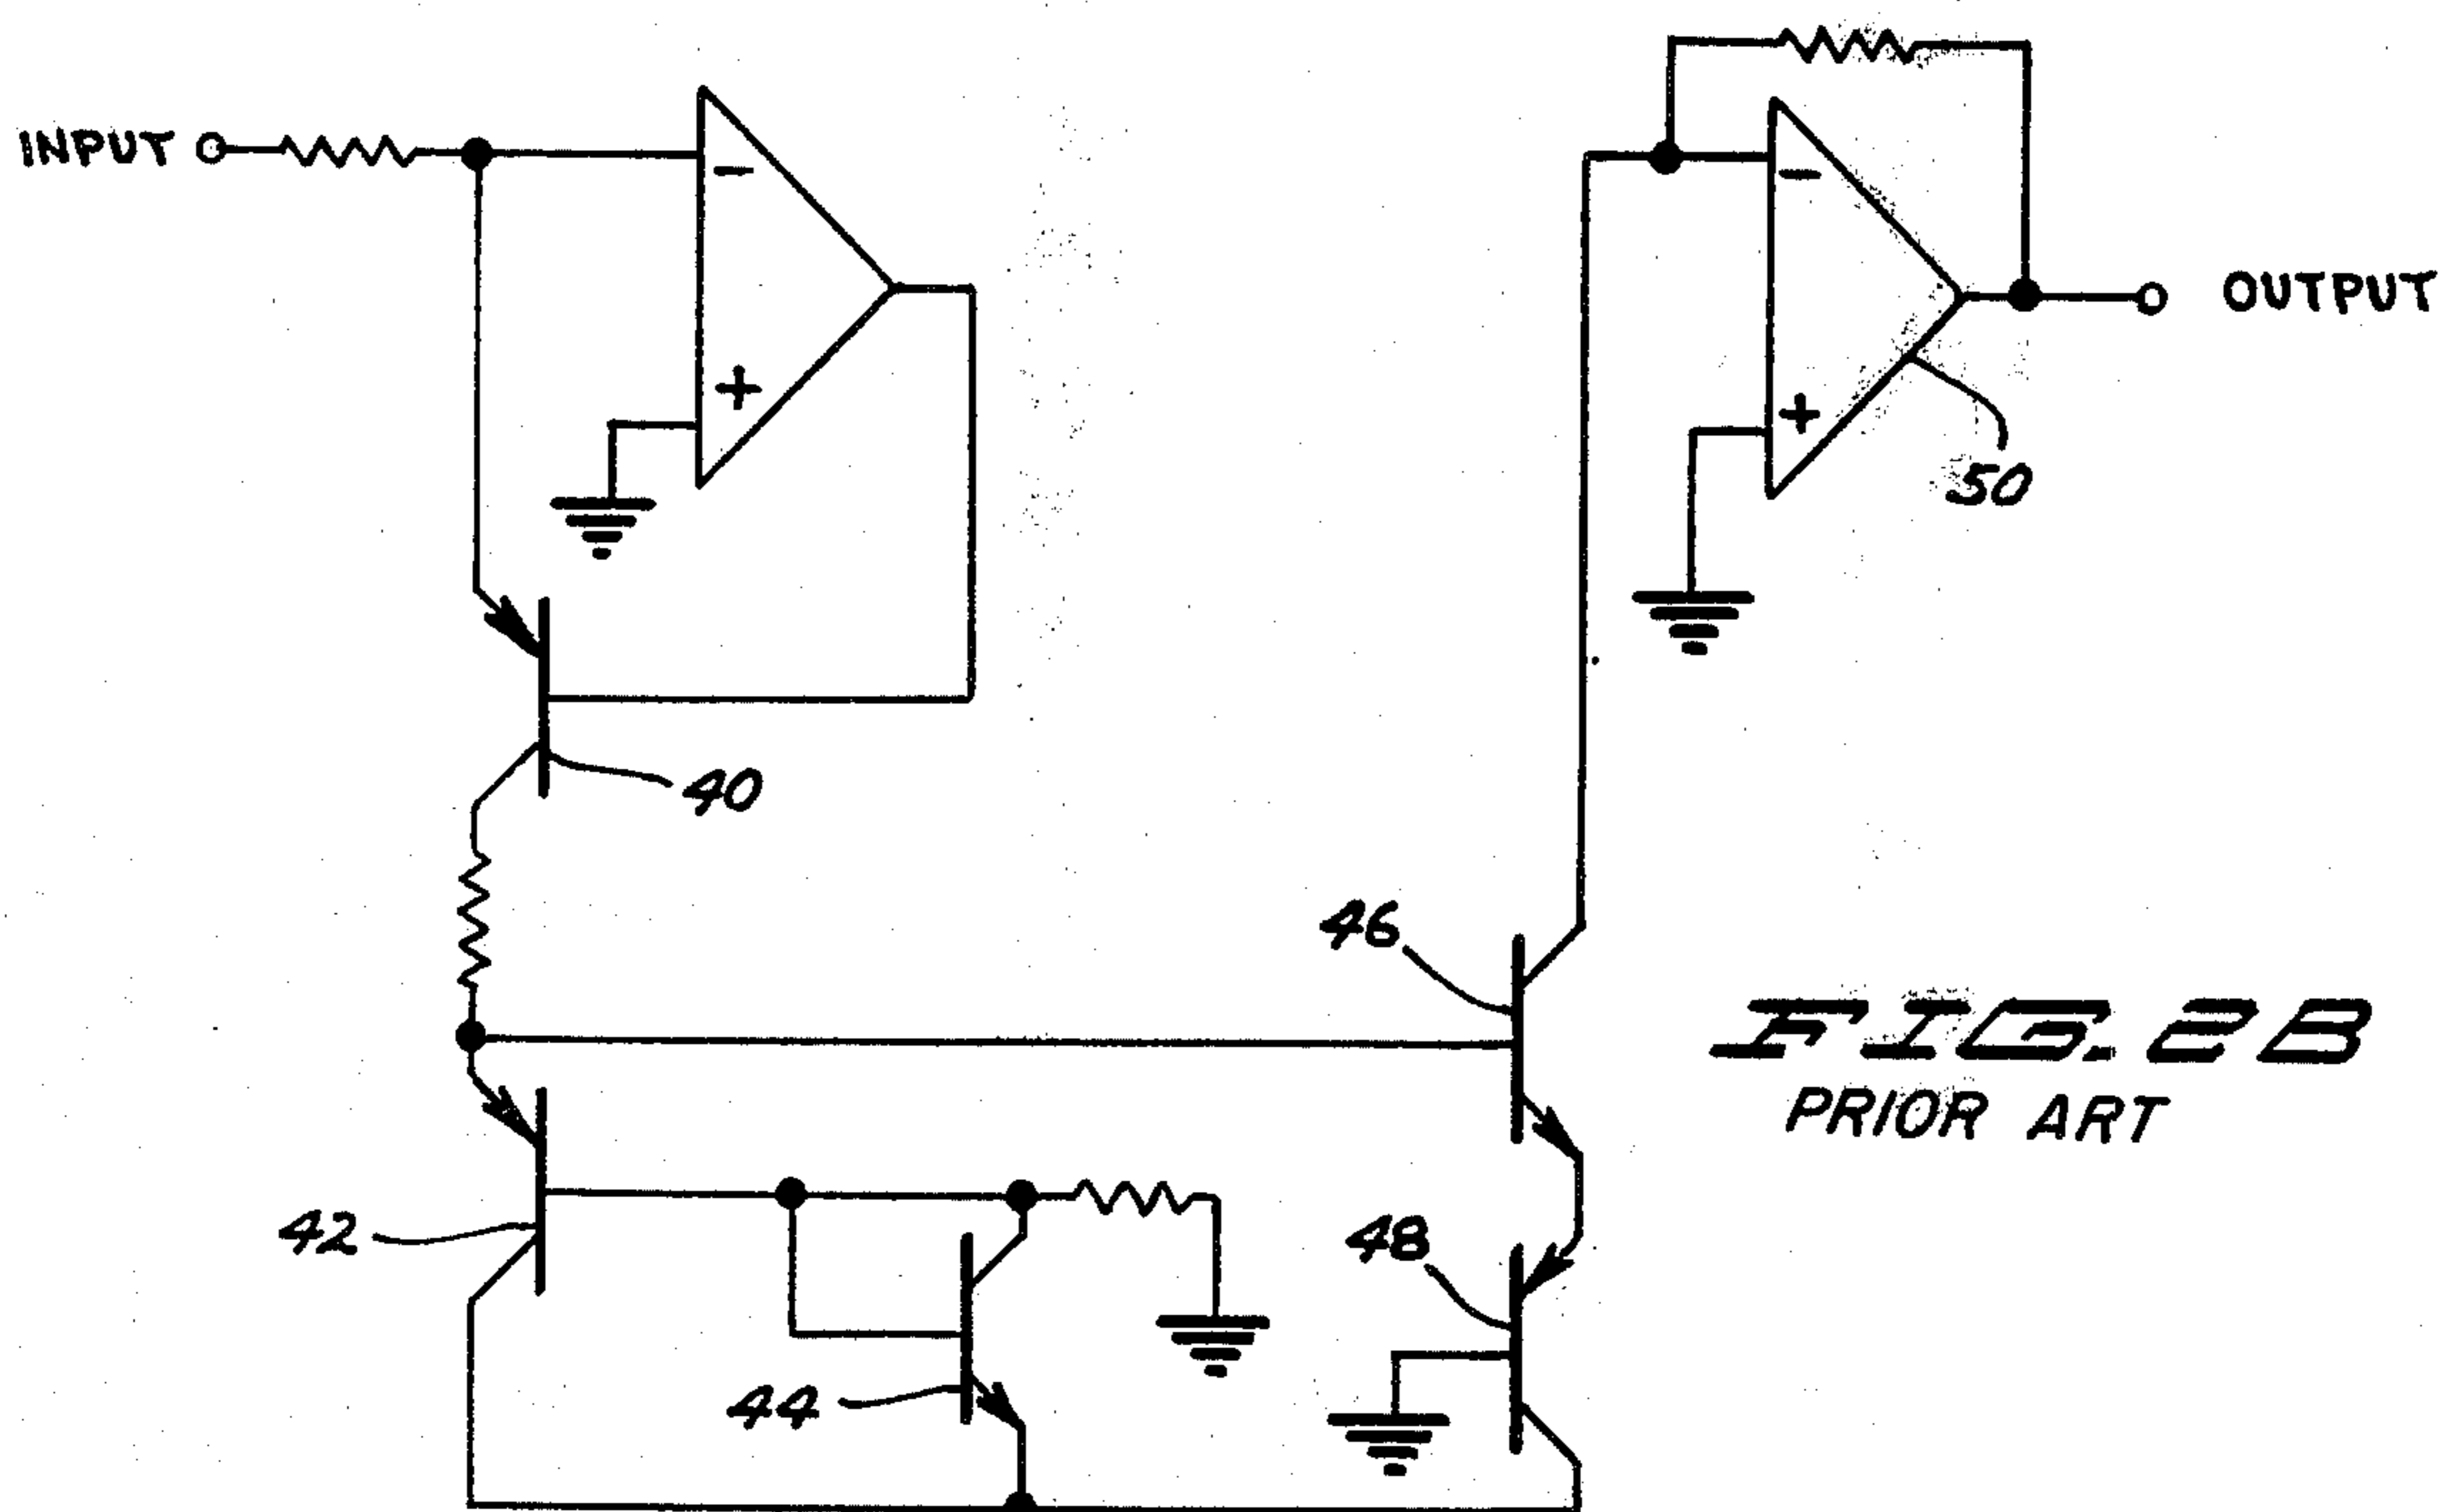 INPUT
-
+
-
+
OUTPUT
50
40
46
FIG. 2B
PRIOR ART
42
48
44